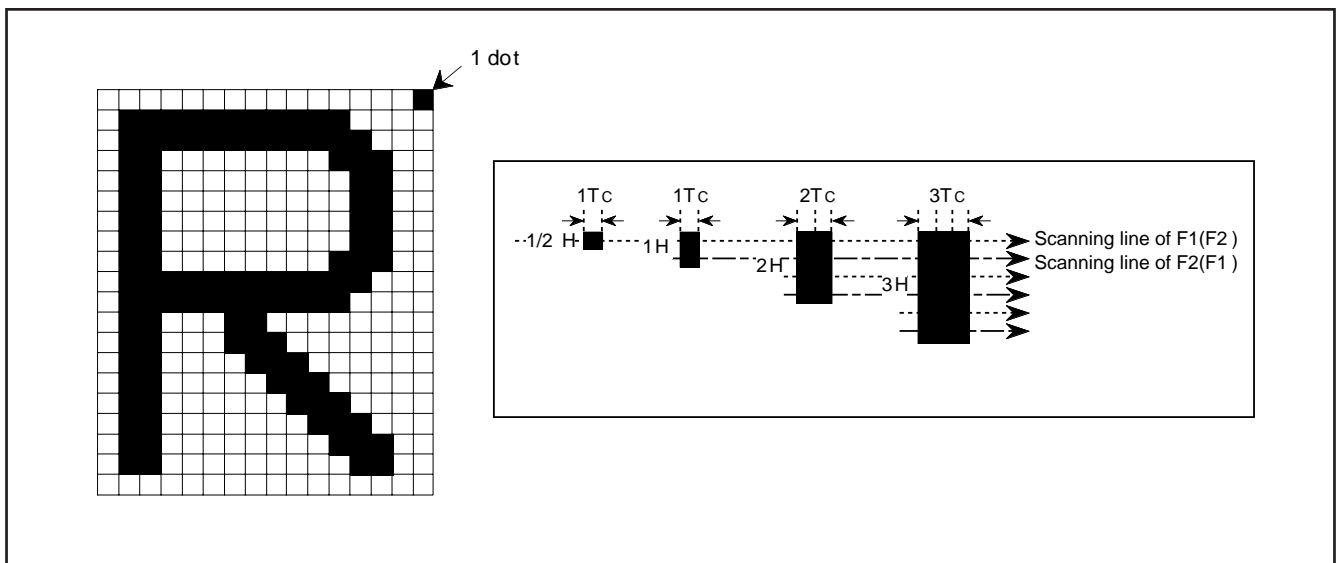 1 dot
1TC 1TC 2TC 3TC
1/2 H
1H
2H
3H
Scanning line of F1(F2 )
Scanning line of F2(F1 )